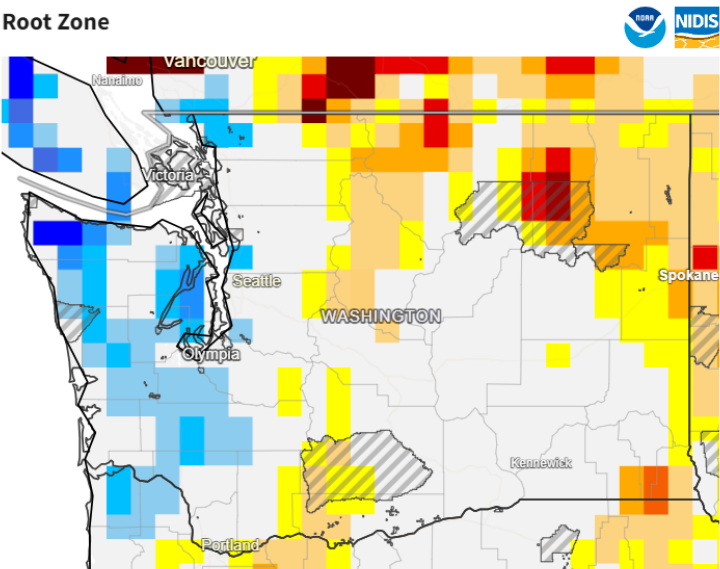 Root Zone
NOAA
NIDIS
Vancouver
Nanaimo
Victoria
Seattle
Spokane
WASHINGTON
Olympia
Kennewick
Portland